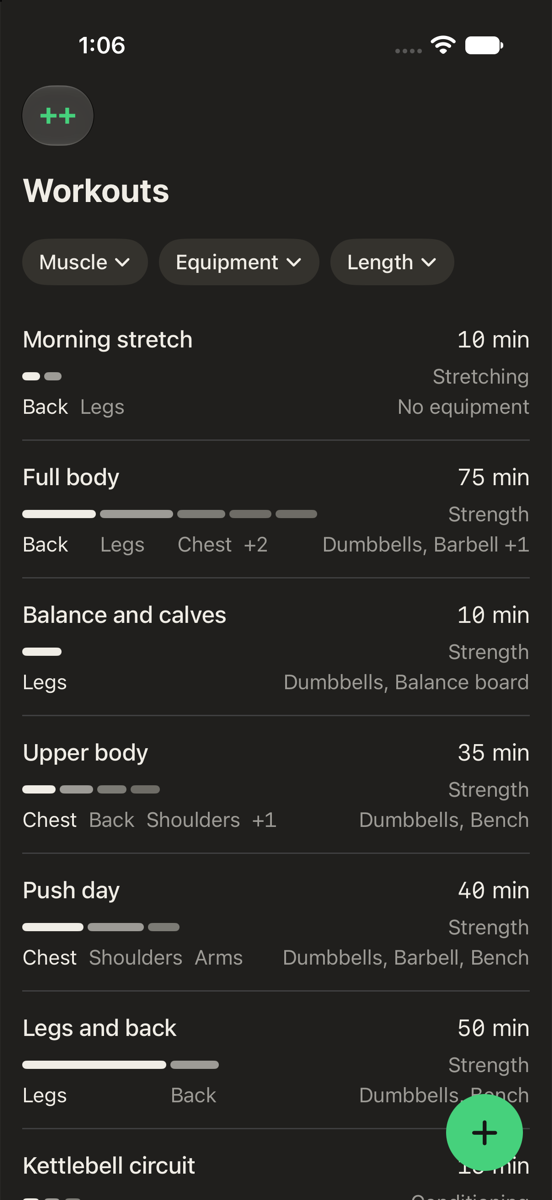 1:06
++
Workouts
Muscle
Equipment
Length
Morning stretch 10 min
Stretching
Back Legs No equipment
Full body 75 min
Strength
Back Legs Chest +2 Dumbbells, Barbell +1
Balance and calves 10 min
Strength
Legs Dumbbells, Balance board
Upper body 35 min
Strength
Chest Back Shoulders +1 Dumbbells, Bench
Push day 40 min
Strength
Chest Shoulders Arms Dumbbells, Barbell, Bench
Legs and back 50 min
Strength
Legs Back Dumbbells, Bench
+
Kettlebell circuit min
Conditioning